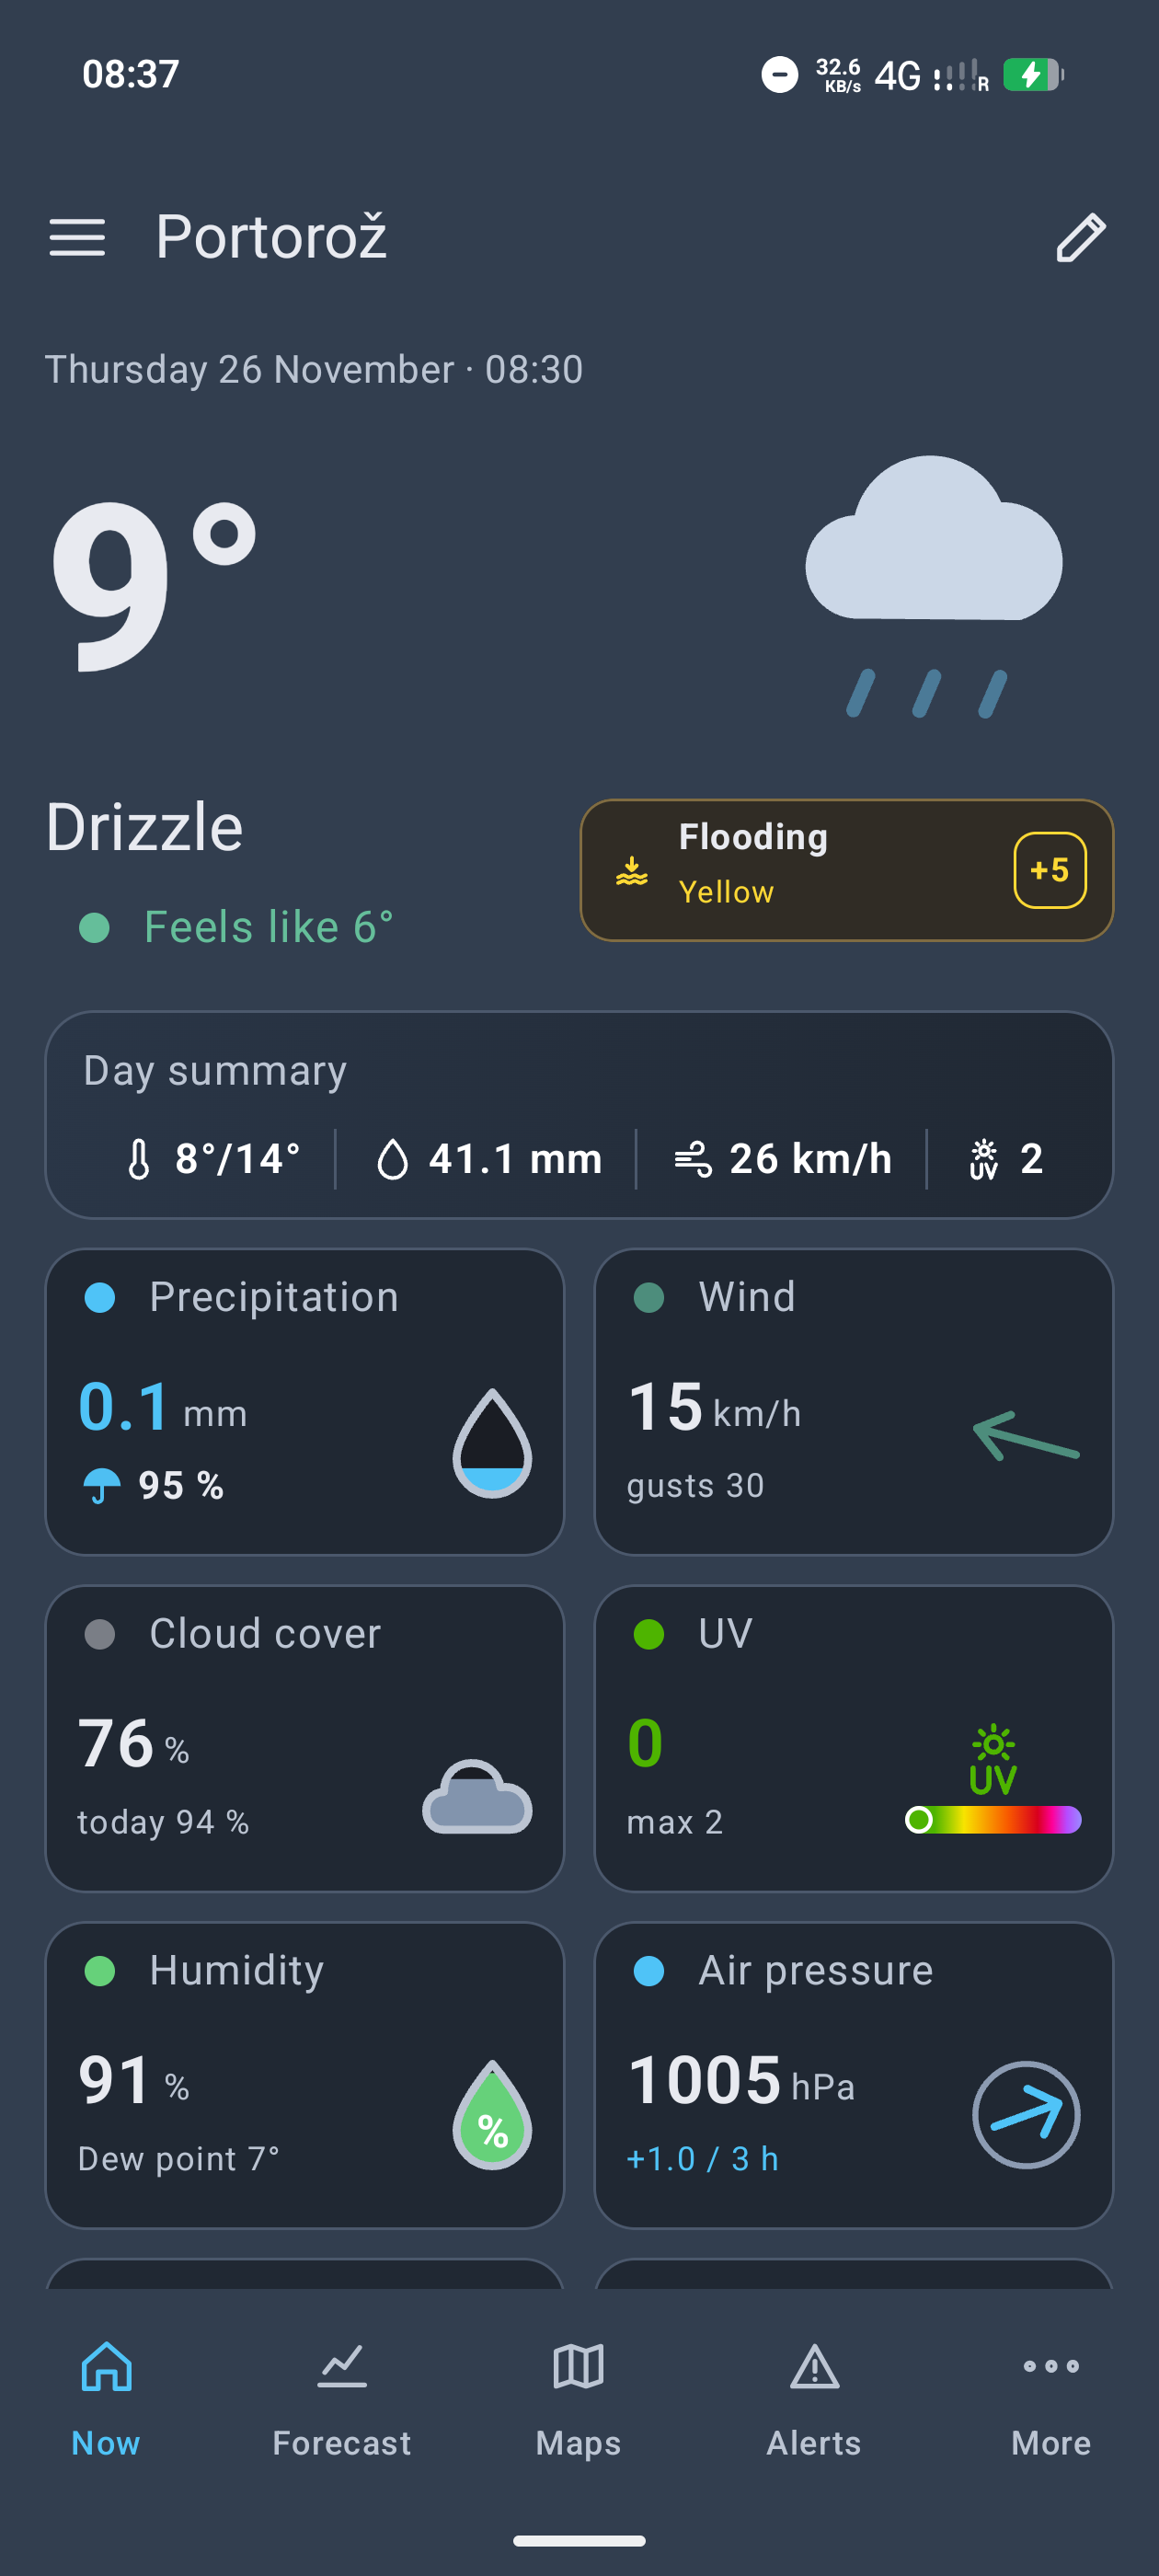 08:37
32.6
KB/s
4G
R
Portorož
Thursday 26 November · 08:30
9°
Drizzle
Feels like 6°
Flooding
Yellow
+5
Day summary
8°/14°
41.1 mm
26 km/h
UV
2
Precipitation
0.1 mm
95 %
Wind
15 km/h
gusts 30
Cloud cover
76 %
today 94 %
UV
0
max 2
UV
Humidity
91 %
Dew point 7°
%
Air pressure
1005 hPa
+1.0 / 3 h
Now
Forecast
Maps
Alerts
More